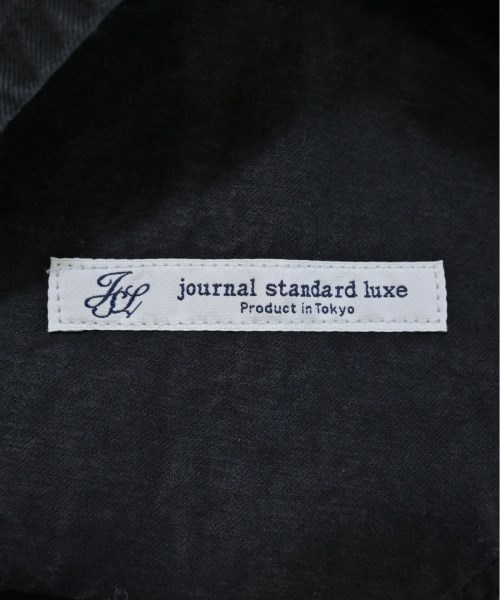 JSL
journal standard luxe
Product in Tokyo